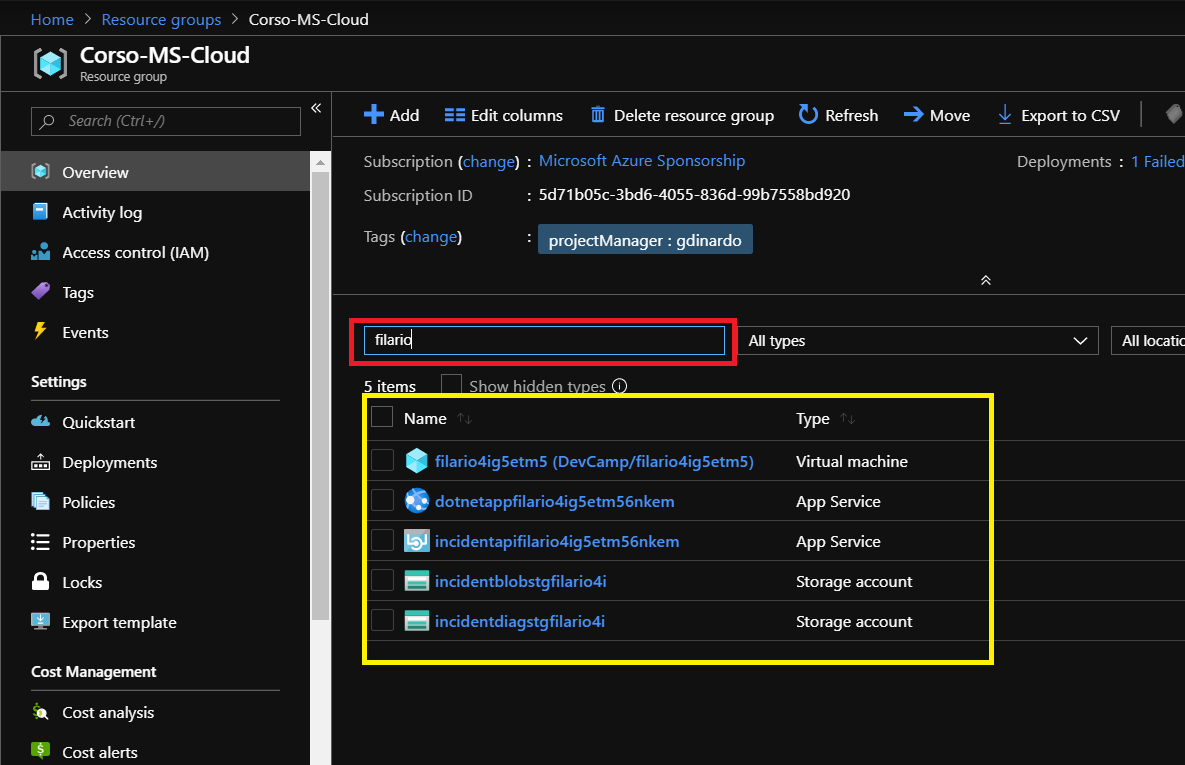 Home > Resource groups > Corso-MS-Cloud
Corso-MS-Cloud
Resource group
Search (Ctrl+/)
«
Overview
Activity log
Access control (IAM)
Tags
Events
Settings
Quickstart
Deployments
Policies
Properties
Locks
Export template
Cost Management
Cost analysis
Cost alerts
Add Edit columns Delete resource group Refresh Move Export to CSV
Subscription (change) : Microsoft Azure Sponsorship Deployments : 1 Failed
Subscription ID : 5d71b05c-3bd6-4055-836d-99b7558bd920
Tags (change) : projectManager : gdinardo
filario All types All locatio
5 items Show hidden types
Name Type
filario4ig5etm5 (DevCamp/filario4ig5etm5) Virtual machine
dotnetappfilario4ig5etm56nkem App Service
incidentapifilario4ig5etm56nkem App Service
incidentblobstgfilario4i Storage account
incidentdiagstgfilario4i Storage account